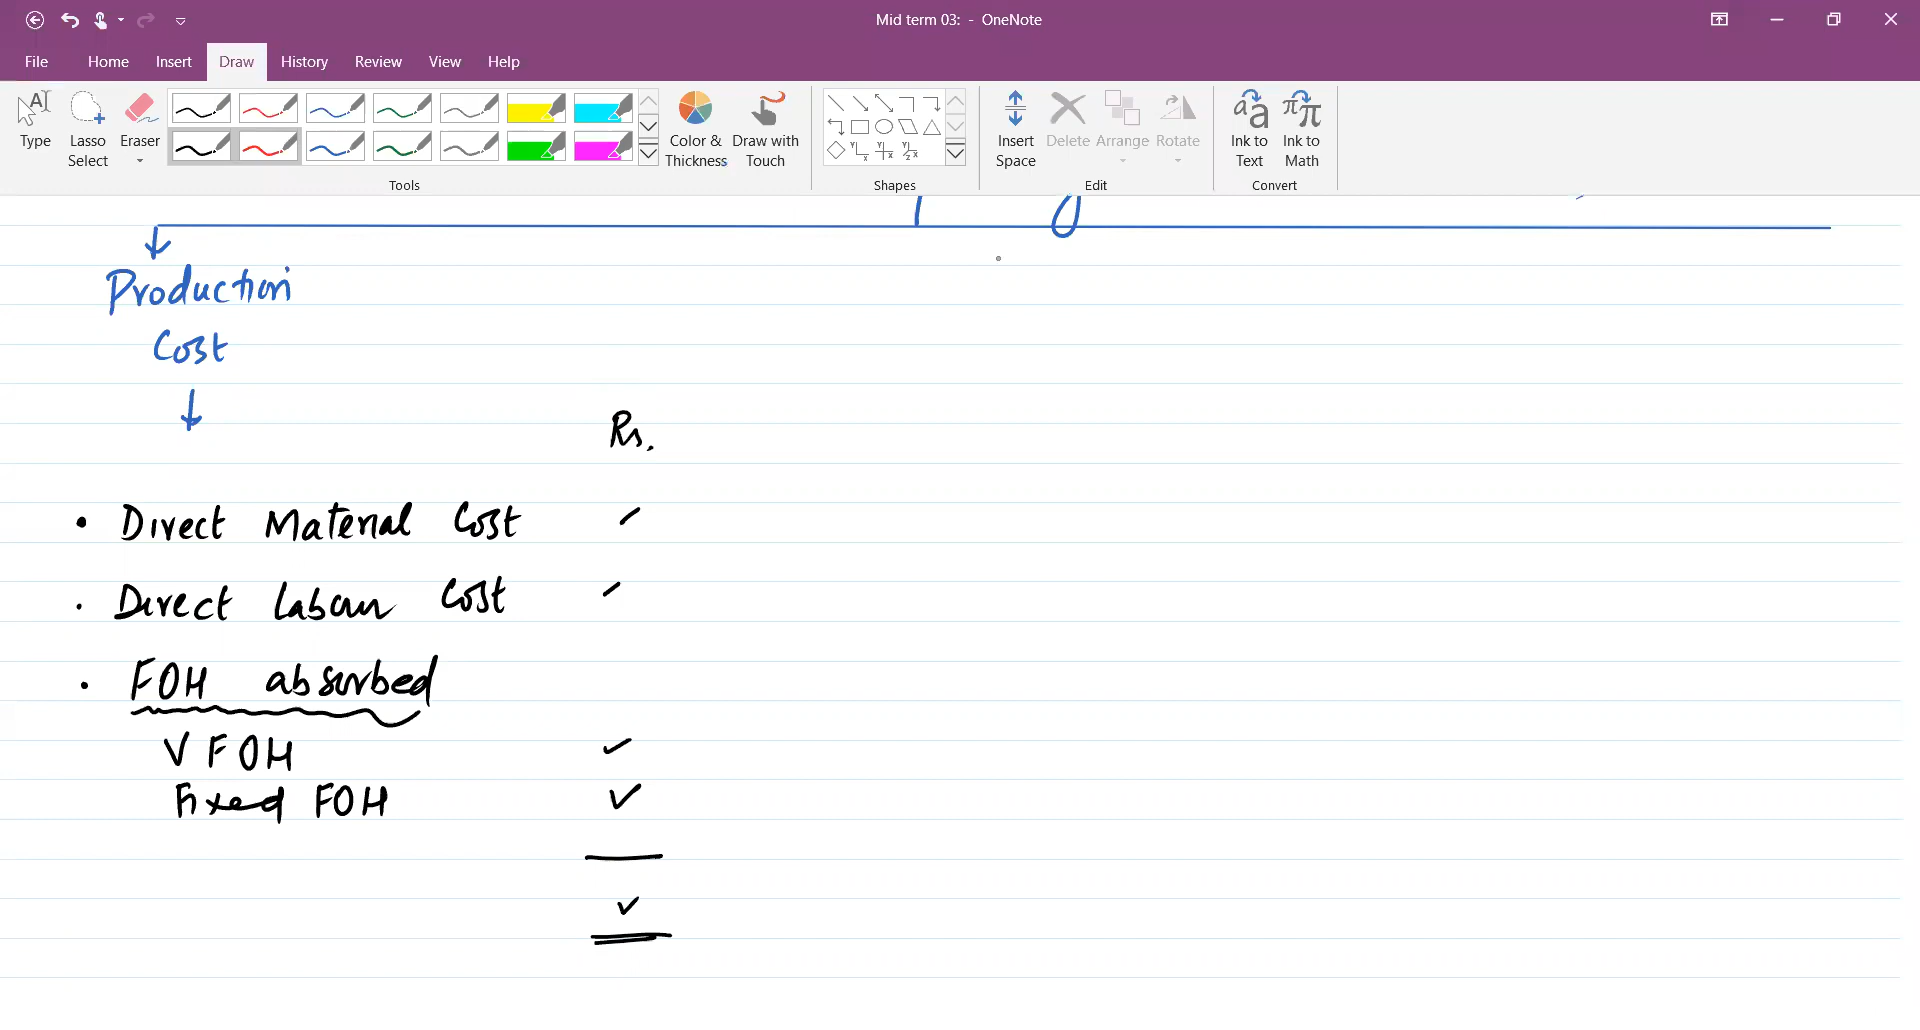 Mid term 03: - OneNote
File Home Insert Draw History Review View Help
Type
Lasso Select
Eraser
Color & Thickness
Draw with Touch
Insert Space
Delete
Arrange
Rotate
Ink to Text
Ink to Math
Tools
Shapes
Edit
Convert
Production
Cost
Rs.
• Direct Material Cost
• Direct Labour Cost
• FOH absorbed
V FOH
Fixed FOH